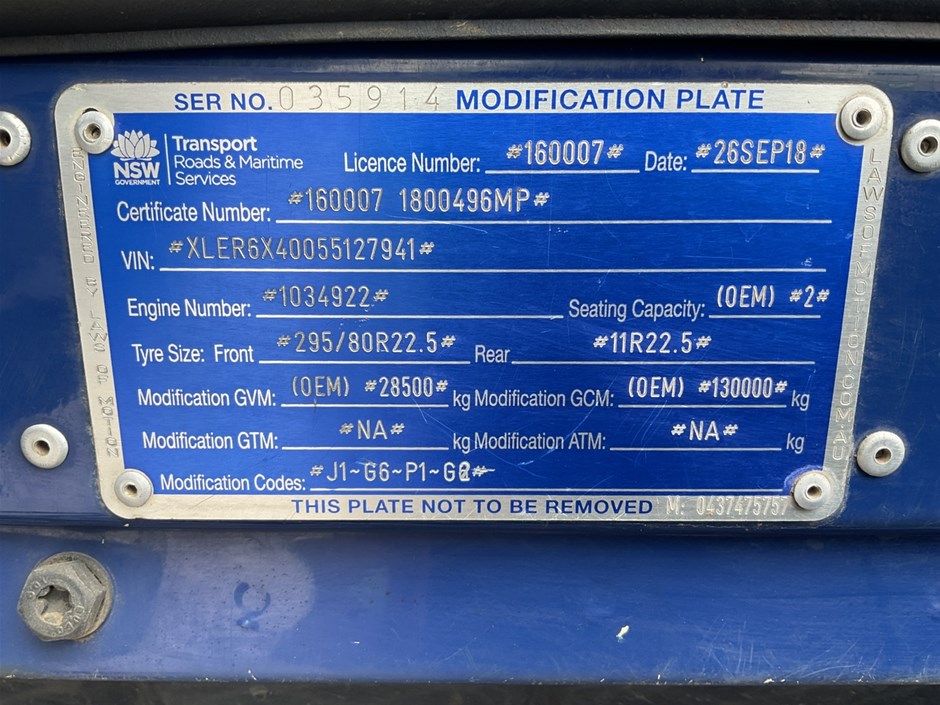 SER NO. 035914 MODIFICATION PLATE
NSW
GOVERNMENT
Transport
Roads & Maritime
Services
Licence Number: #160007# Date: #26SEP18#
Certificate Number: #160007 1800496MP#
VIN: #XLER6X40055127941#
Engine Number: #1034922# Seating Capacity: (OEM) #2#
Tyre Size: Front #295/80R22.5# Rear #11R22.5#
Modification GVM: (OEM) #28500# kg Modification GCM: (OEM) #130000# kg
Modification GTM: #NA# kg Modification ATM: #NA# kg
Modification Codes: #J1~G6~P1~
THIS PLATE NOT TO BE REMOVED M: 0437475757
ENGINEERED BY LAWS OF MOTION
LAWSOFMOTION.COM.AU